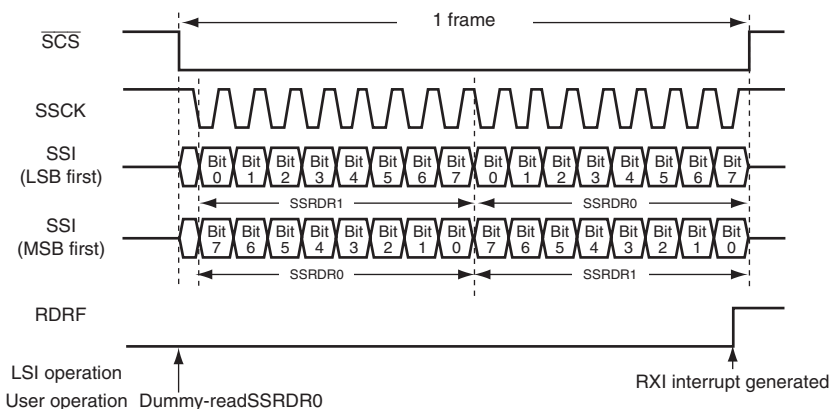 1 frame
SCS
SSCK
SSI
(LSB first)
Bit 0 Bit 1 Bit 2 Bit 3 Bit 4 Bit 5 Bit 6 Bit 7 Bit 0 Bit 1 Bit 2 Bit 3 Bit 4 Bit 5 Bit 6 Bit 7
SSRDR1 SSRDR0
SSI
(MSB first)
Bit 7 Bit 6 Bit 5 Bit 4 Bit 3 Bit 2 Bit 1 Bit 0 Bit 7 Bit 6 Bit 5 Bit 4 Bit 3 Bit 2 Bit 1 Bit 0
SSRDR0 SSRDR1
RDRF
LSI operation
RXI interrupt generated
User operation Dummy-readSSRDR0